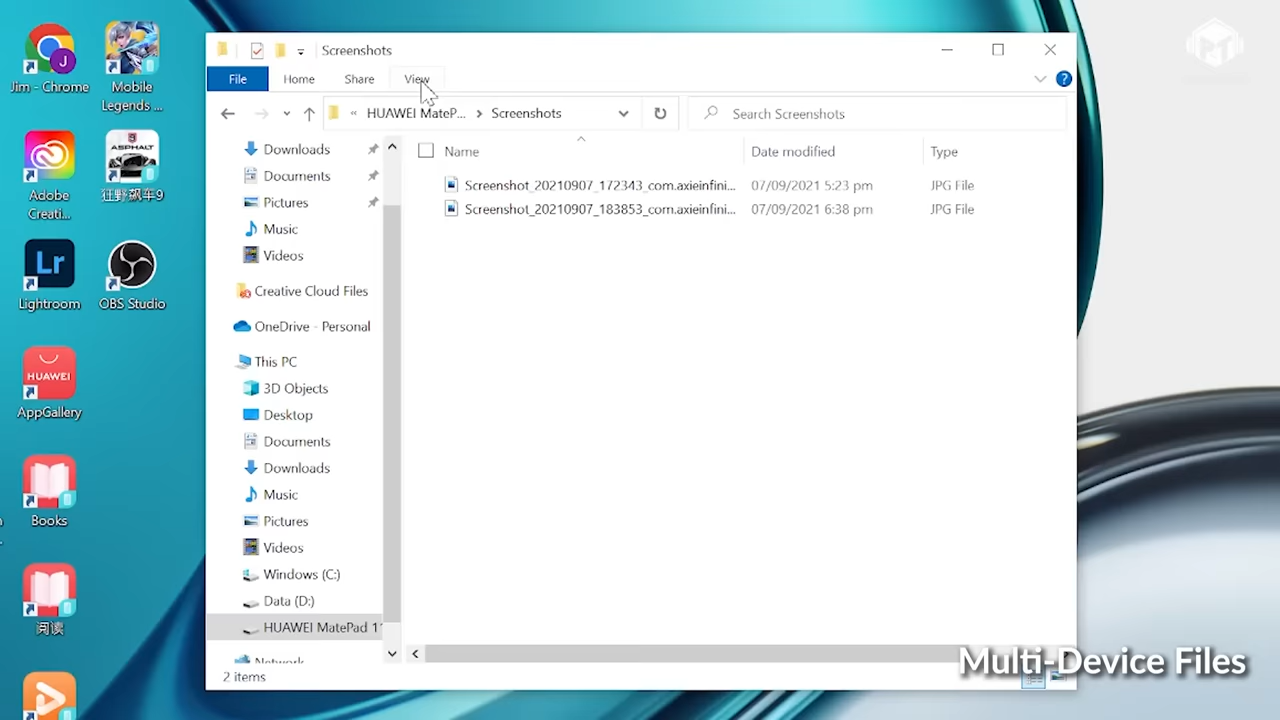 Jim - Chrome
Mobile
Legends ...
Adobe
Creati...
ASPHALT
狂野飙车9
Lr
Lightroom
OBS Studio
HUAWEI
AppGallery
Books
阅读
Screenshots
File
Home
Share
View
« HUAWEI MateP... > Screenshots
Search Screenshots
Downloads
Documents
Pictures
Music
Videos
Creative Cloud Files
OneDrive - Personal
This PC
3D Objects
Desktop
Documents
Downloads
Music
Pictures
Videos
Windows (C:)
Data (D:)
HUAWEI MatePad 11
Network
Name
Date modified
Type
Screenshot_20210907_172343_com.axieinfini... 07/09/2021 5:23 pm JPG File
Screenshot_20210907_183853_com.axieinfini... 07/09/2021 6:38 pm JPG File
2 items
Multi-Device Files